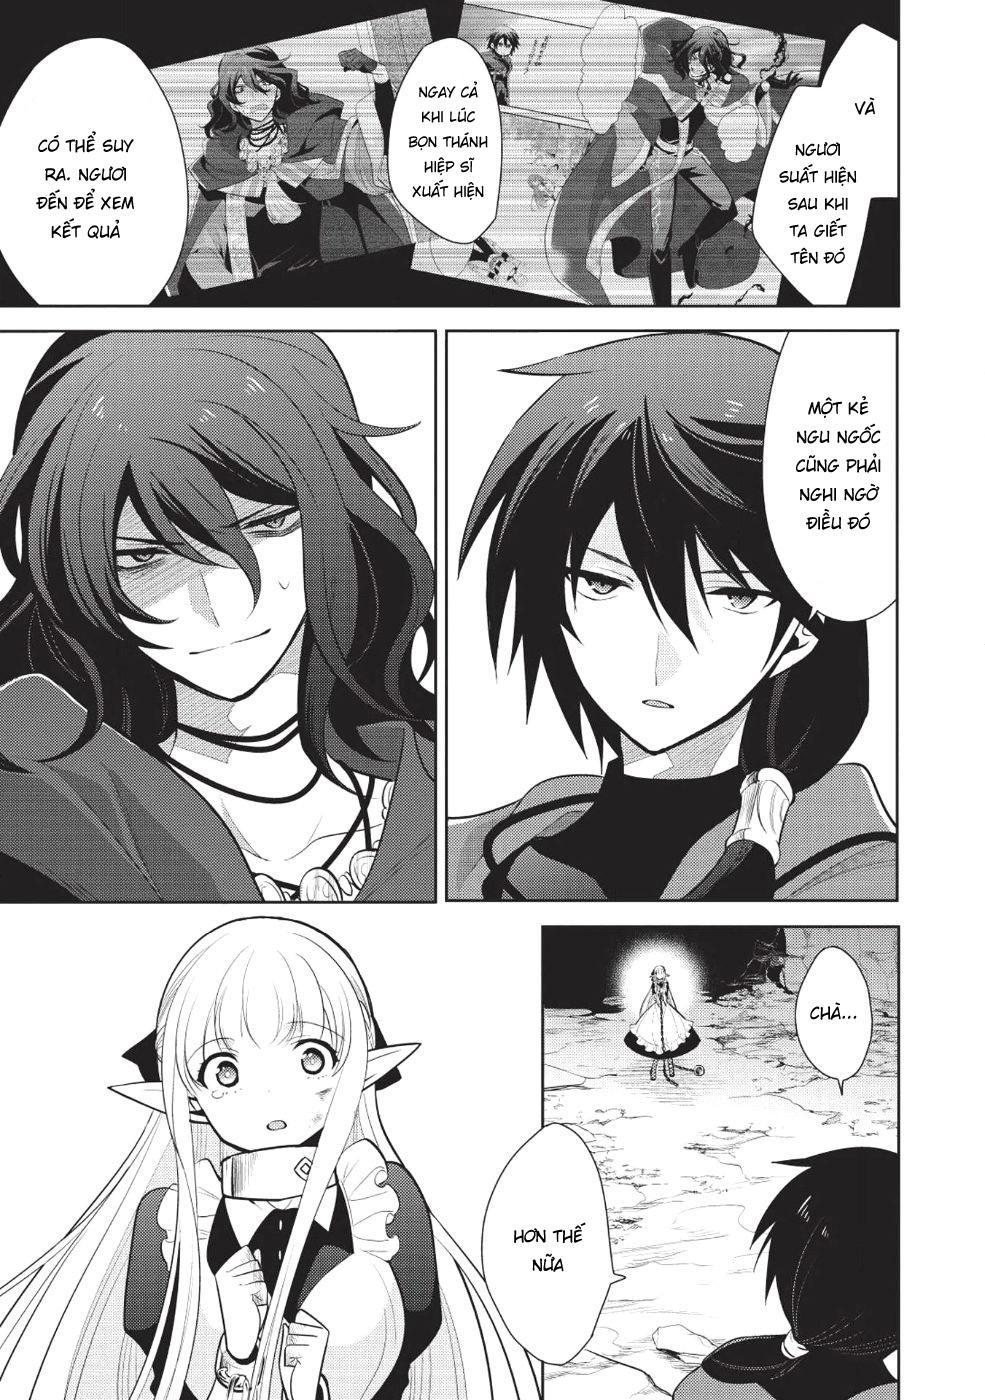 VÀ
NGƯƠI
SUẤT HIỆN
SAU KHI
TA GIẾT
TÊN ĐÓ
NGAY CẢ
KHI LÚC
BỌN THÁNH
HIỆP SĨ
XUẤT HIỆN
CÓ THỂ SUY
RA. NGƯƠI
ĐẾN ĐỂ XEM
KẾT QUẢ
MỘT KẺ
NGU NGỐC
CŨNG PHẢI
NGHI NGỜ
ĐIỀU ĐÓ
CHÀ...
HƠN THẾ
NỮA